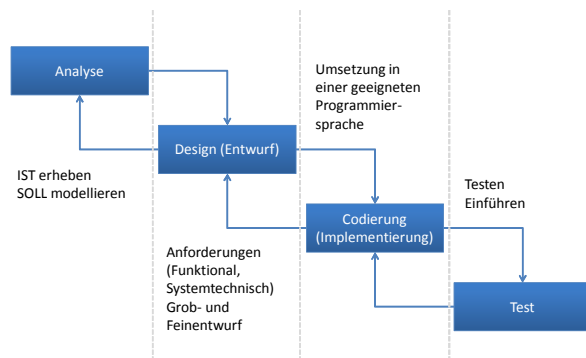 Analyse
IST erheben
SOLL modellieren
Design (Entwurf)
Anforderungen
(Funktional,
Systemtechnisch)
Grob- und
Feinentwurf
Umsetzung in
einer geeigneten
Programmier-
sprache
Codierung
(Implementierung)
Testen
Einführen
Test